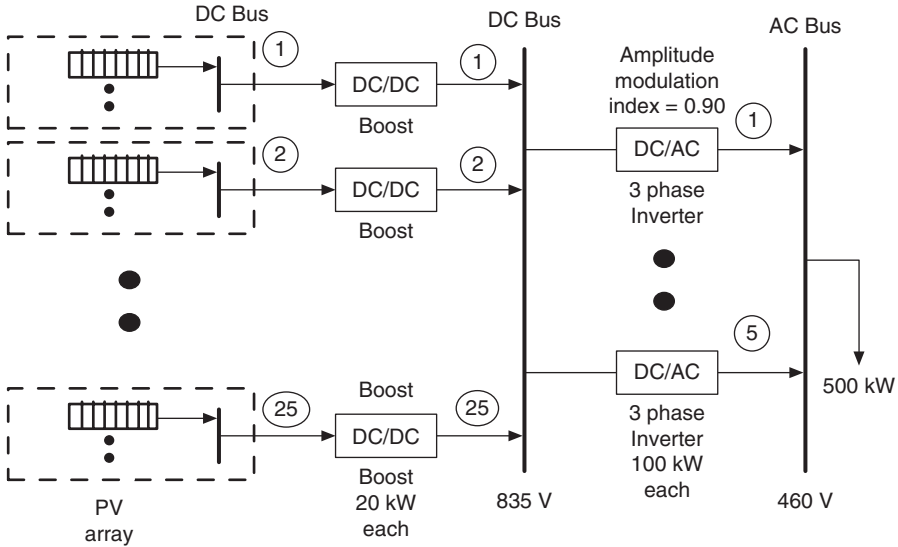 DC Bus
DC Bus
AC Bus
1
DC/DC
Boost
1
Amplitude
modulation
index = 0.90
DC/AC
1
3 phase
Inverter
2
DC/DC
Boost
2
Boost
25
DC/DC
25
Boost
20 kW
each
DC/AC
5
3 phase
Inverter
100 kW
each
500 kW
PV
array
835 V
460 V